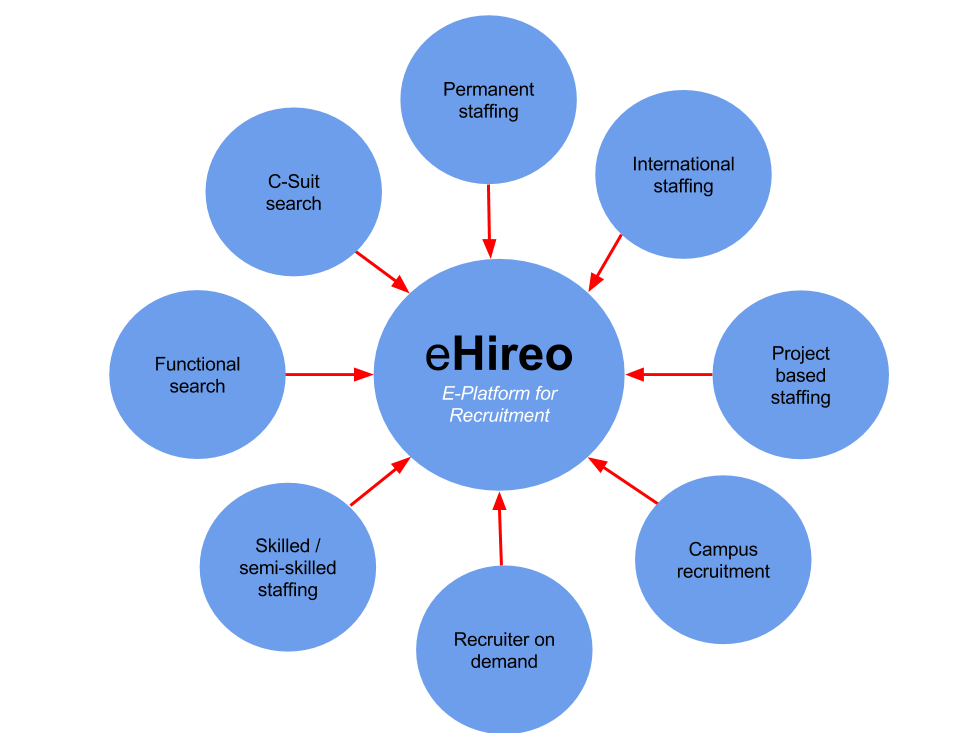 Permanent
staffing
International
staffing
C-Suit
search
eHireo
E-Platform for
Recruitment
Functional
search
Project
based
staffing
Skilled /
semi-skilled
staffing
Campus
recruitment
Recruiter on
demand